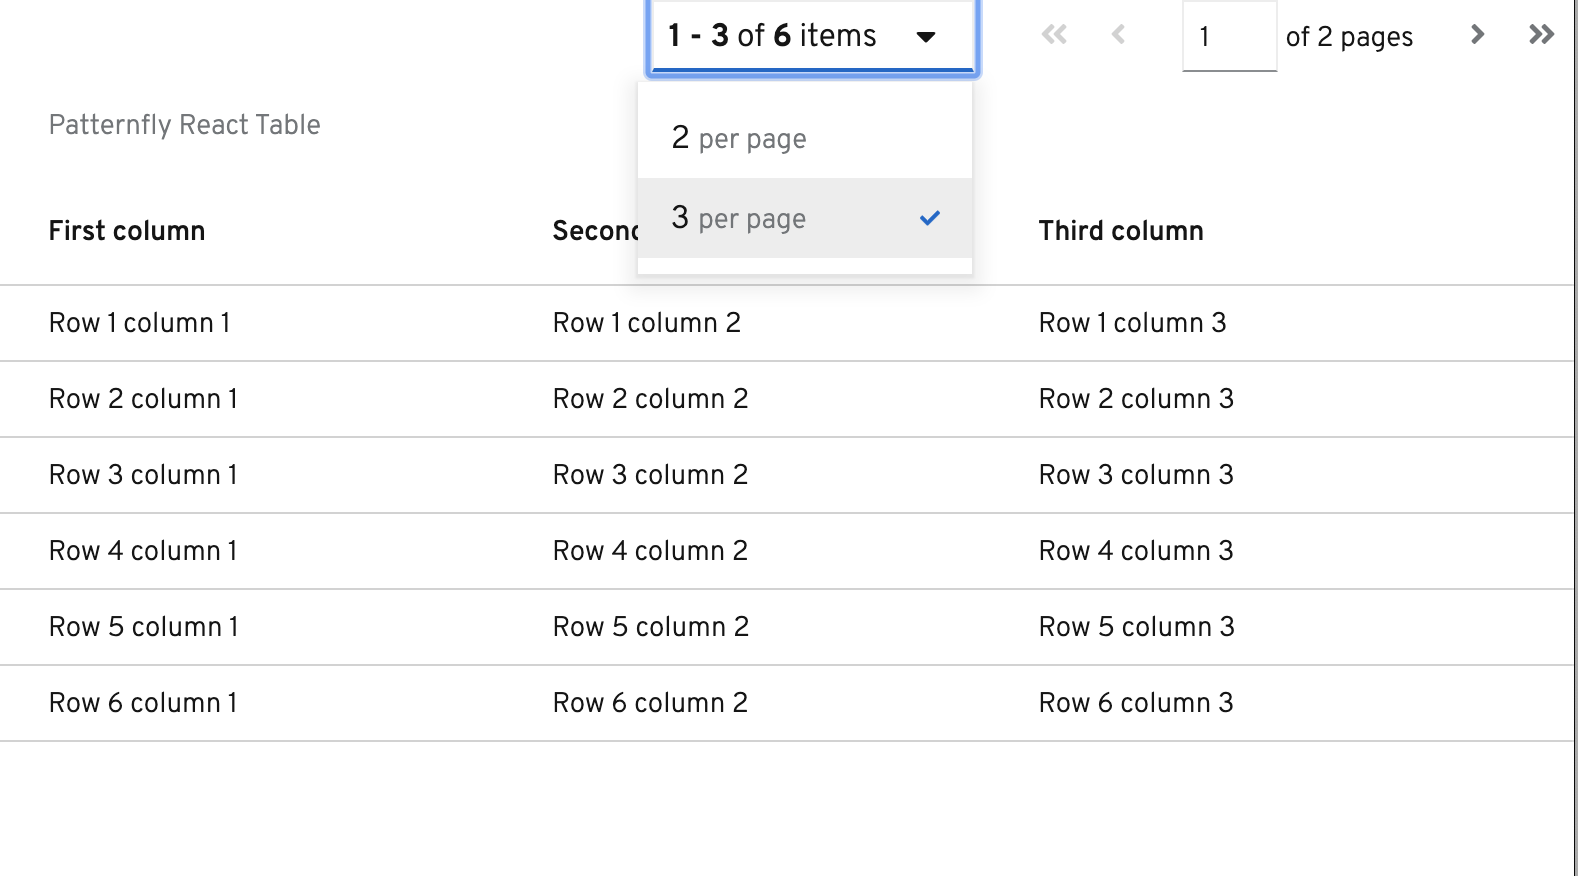 1 - 3 of 6 items
1 of 2 pages
Patternfly React Table
2 per page
3 per page
First column Third column
Row 1 column 1 Row 1 column 2 Row 1 column 3
Row 2 column 1 Row 2 column 2 Row 2 column 3
Row 3 column 1 Row 3 column 2 Row 3 column 3
Row 4 column 1 Row 4 column 2 Row 4 column 3
Row 5 column 1 Row 5 column 2 Row 5 column 3
Row 6 column 1 Row 6 column 2 Row 6 column 3